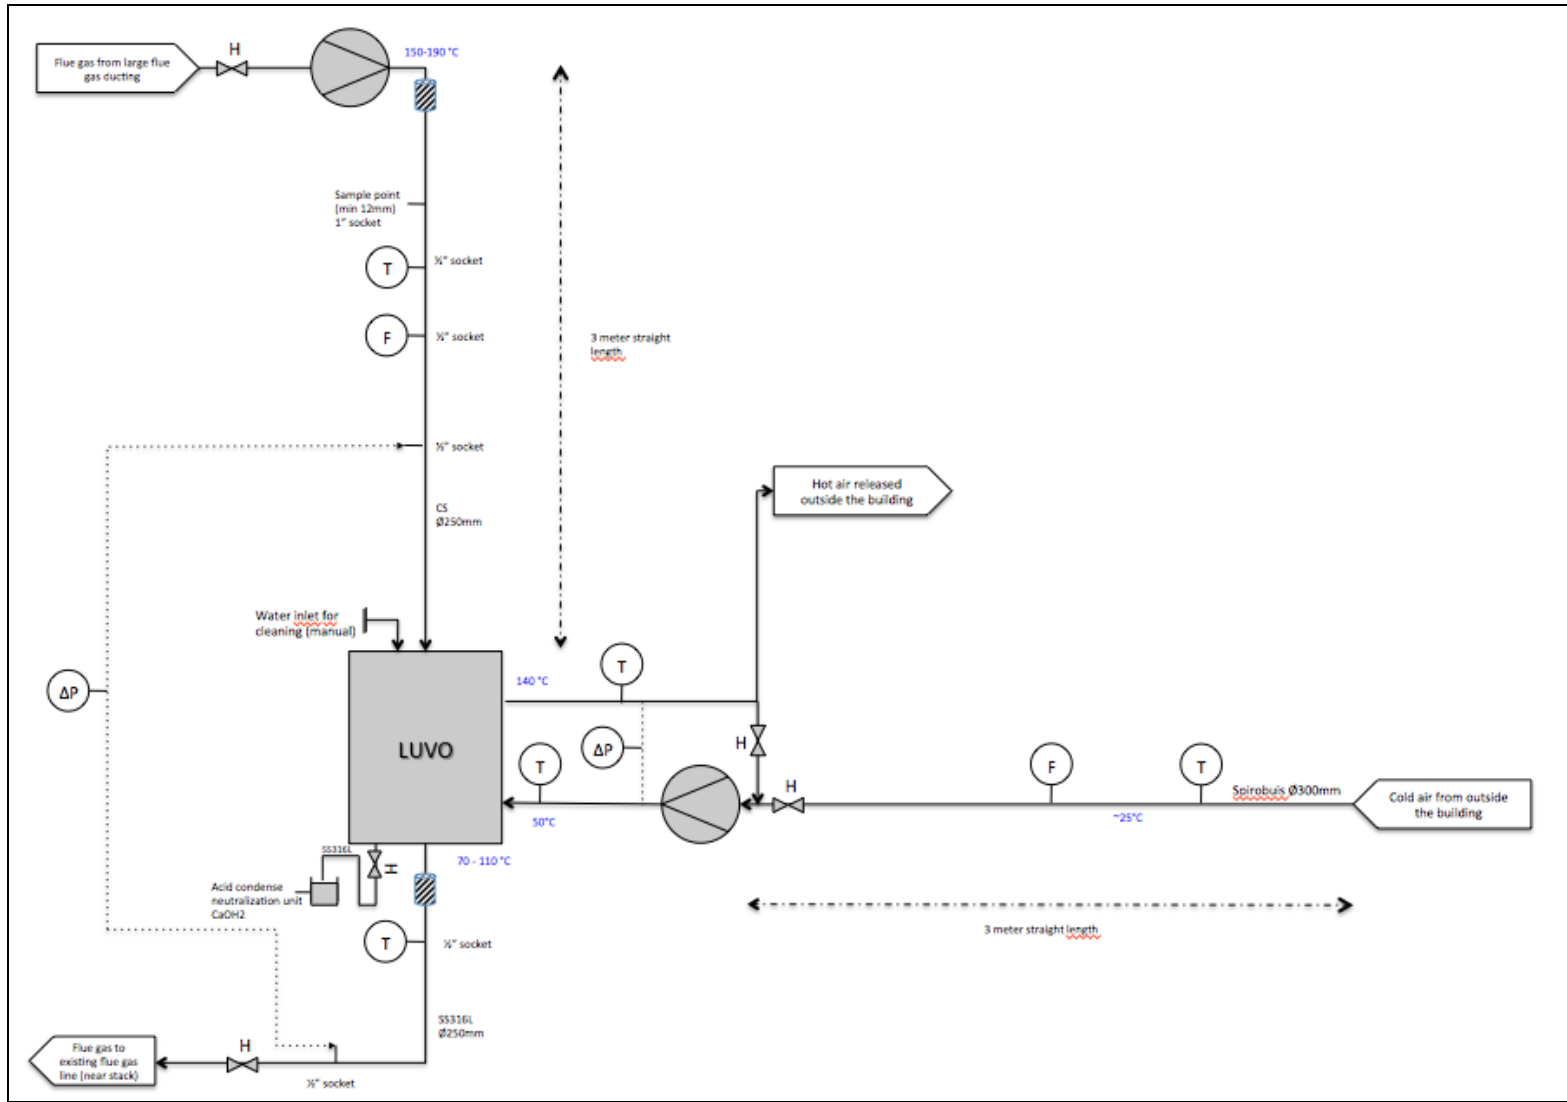 Flue gas from large flue
gas ducting
H
150-190 °C
Sample point
(min 12mm)
1" socket
T
½" socket
F
½" socket
3 meter straight
length
½" socket
CS
Ø250mm
Hot air released
outside the building
Water inlet for
cleaning (manual)
ΔP
LUVO
140 °C
T
ΔP
H
T
50°C
H
F
T
~25°C
Spirobuis Ø300mm
Cold air from outside
the building
3 meter straight length
SS316L
H
70 - 110 °C
Acid condense
neutralization unit
CaOH2
T
½" socket
SS316L
Ø250mm
Flue gas to
existing flue gas
line (near stack)
H
½" socket